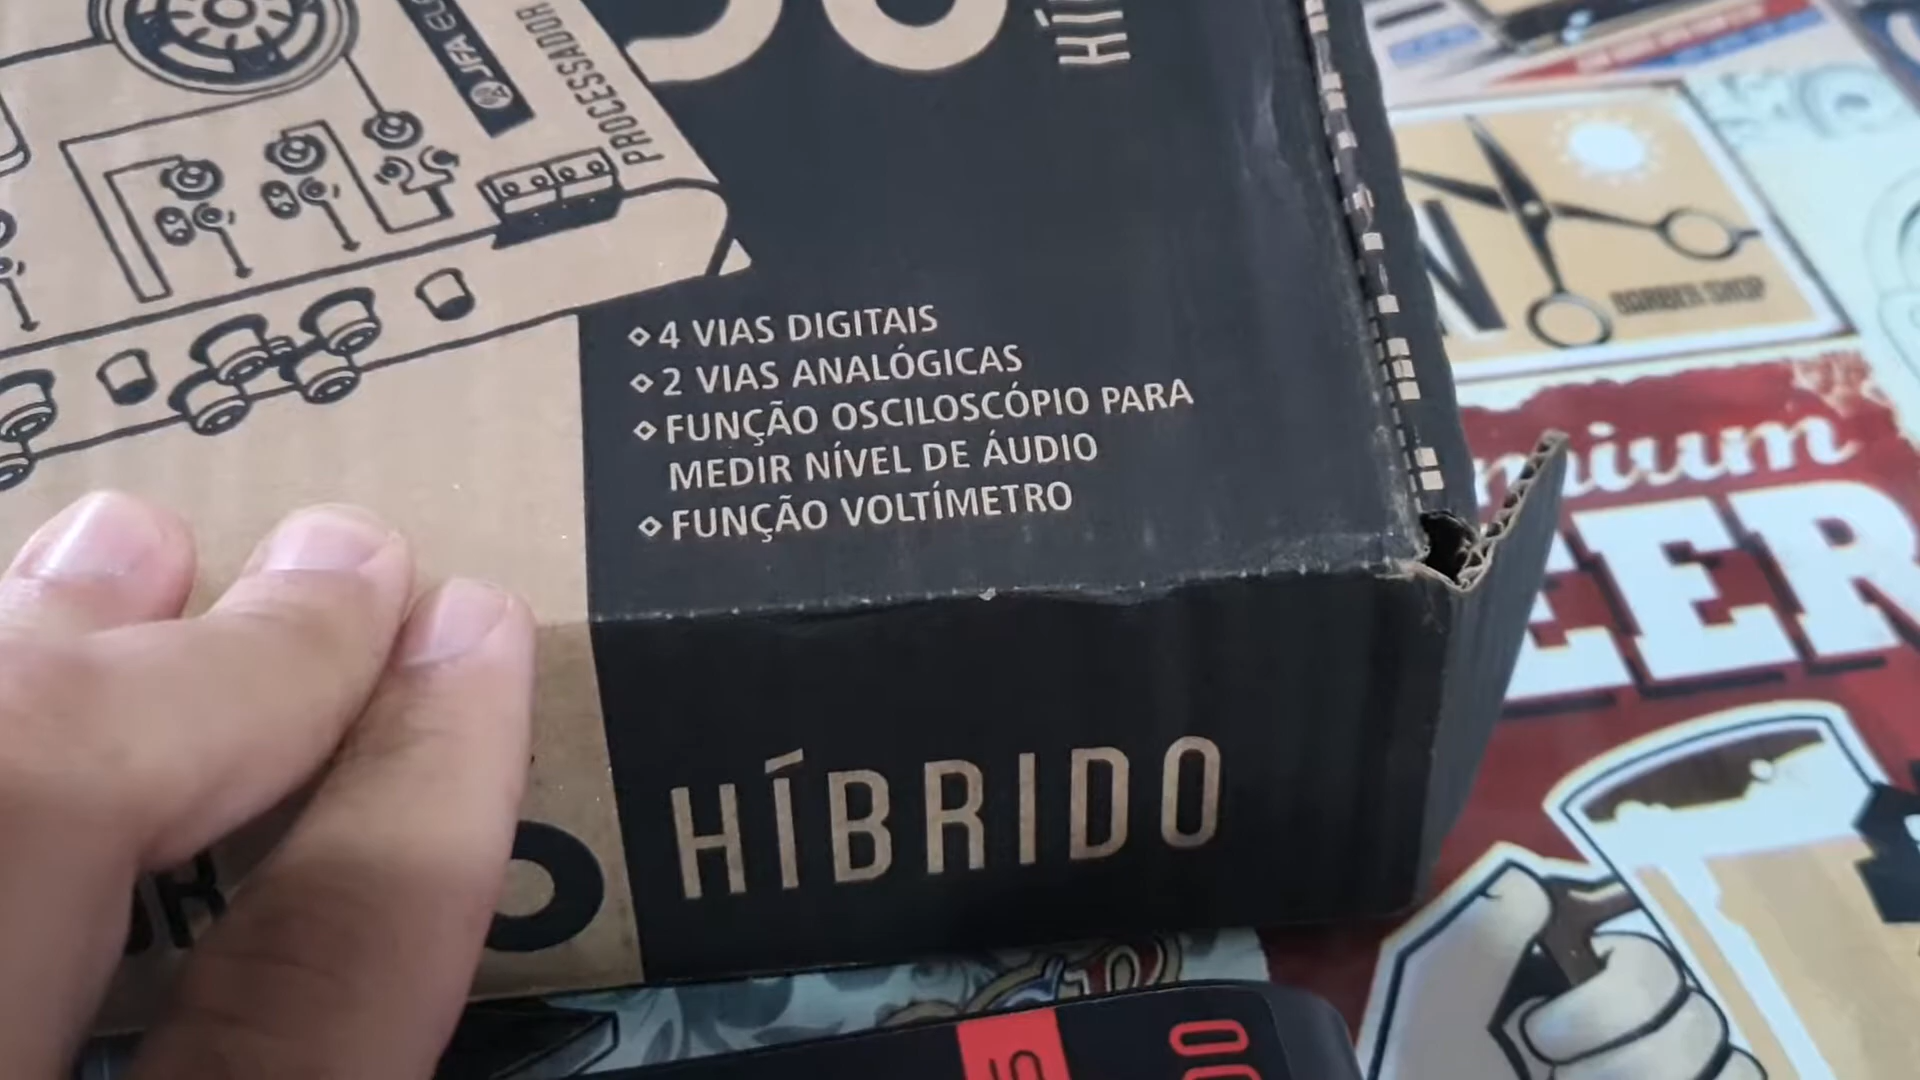 PROCESSADOR
4 VIAS DIGITAIS
2 VIAS ANALÓGICAS
FUNÇÃO OSCILOSCÓPIO PARA
MEDIR NÍVEL DE ÁUDIO
FUNÇÃO VOLTÍMETRO
HÍBRIDO
BARBER SHOP